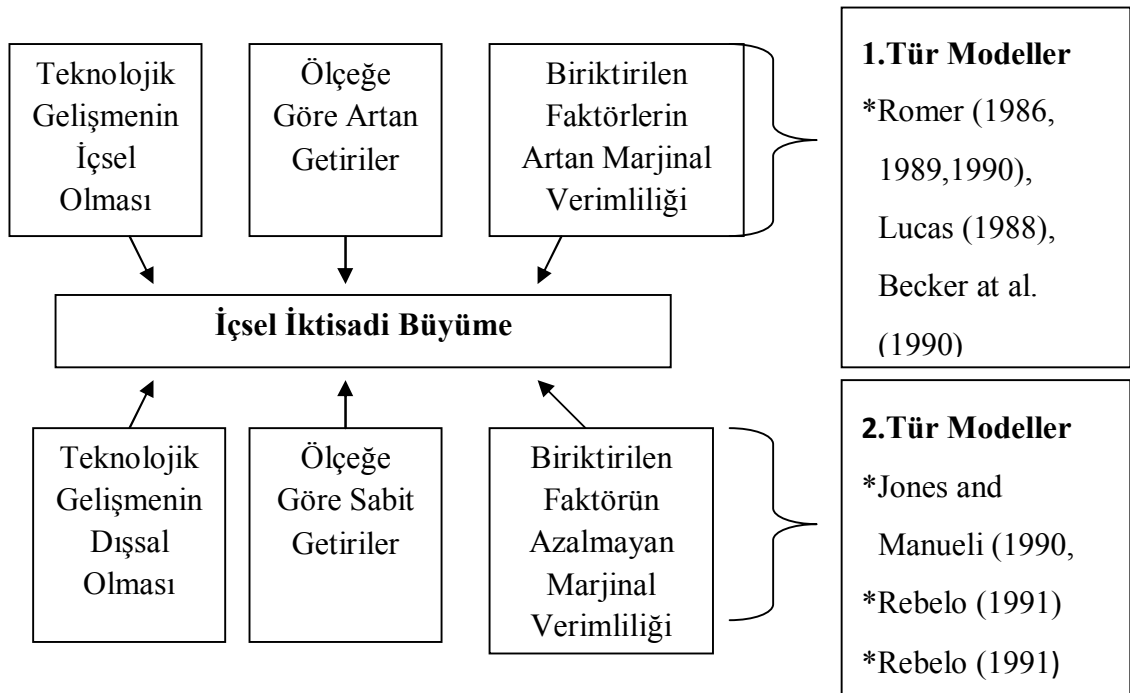 Teknolojik
Gelişmenin
İçsel
Olması
Ölçeğe
Göre Artan
Getiriler
Biriktirilen
Faktörlerin
Artan Marjinal
Verimliliği
1.Tür Modeller
*Romer (1986,
1989,1990),
Lucas (1988),
Becker at al.
(1990)
İçsel İktisadi Büyüme
Teknolojik
Gelişmenin
Dışsal
Olması
Ölçeğe
Göre Sabit
Getiriler
Biriktirilen
Faktörün
Azalmayan
Marjinal
Verimliliği
2.Tür Modeller
*Jones and
Manueli (1990,
*Rebelo (1991)
*Rebelo (1991)